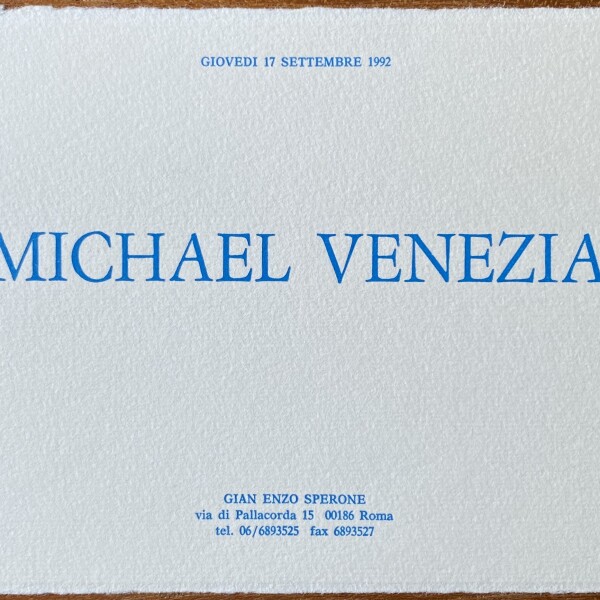 GIOVEDI 17 SETTEMBRE 1992
MICHAEL VENEZIA
GIAN ENZO SPERONE
via di Pallacorda 15 00186 Roma
tel. 06/6893525 fax 6893527